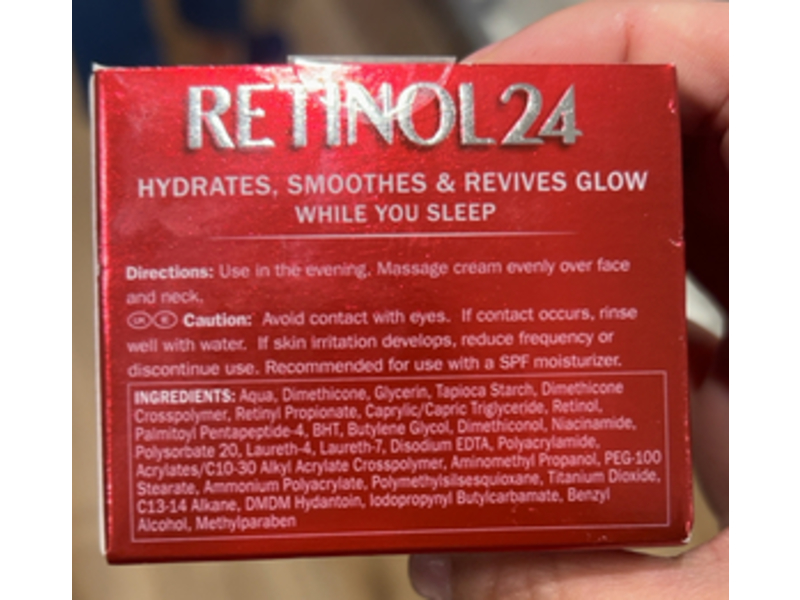 RETINOL24
HYDRATES, SMOOTHES & REVIVES GLOW
WHILE YOU SLEEP
Directions: Use in the evening. Massage cream evenly over face
and neck.
UK IE Caution: Avoid contact with eyes. If contact occurs, rinse
well with water. If skin irritation develops, reduce frequency or
discontinue use. Recommended for use with a SPF moisturizer.
INGREDIENTS: Aqua, Dimethicone, Glycerin, Tapioca Starch, Dimethicone
Crosspolymer, Retinyl Propionate, Caprylic/Capric Triglyceride, Retinol,
Palmitoyl Pentapeptide-4, BHT, Butylene Glycol, Dimethiconol, Niacinamide,
Polysorbate 20, Laureth-4, Laureth-7, Disodium EDTA, Polyacrylamide,
Acrylates/C10-30 Alkyl Acrylate Crosspolymer, Aminomethyl Propanol, PEG-100
Stearate, Ammonium Polyacrylate, Polymethylsilsesquioxane, Titanium Dioxide,
C13-14 Alkane, DMDM Hydantoin, Iodopropynyl Butylcarbamate, Benzyl
Alcohol, Methylparaben